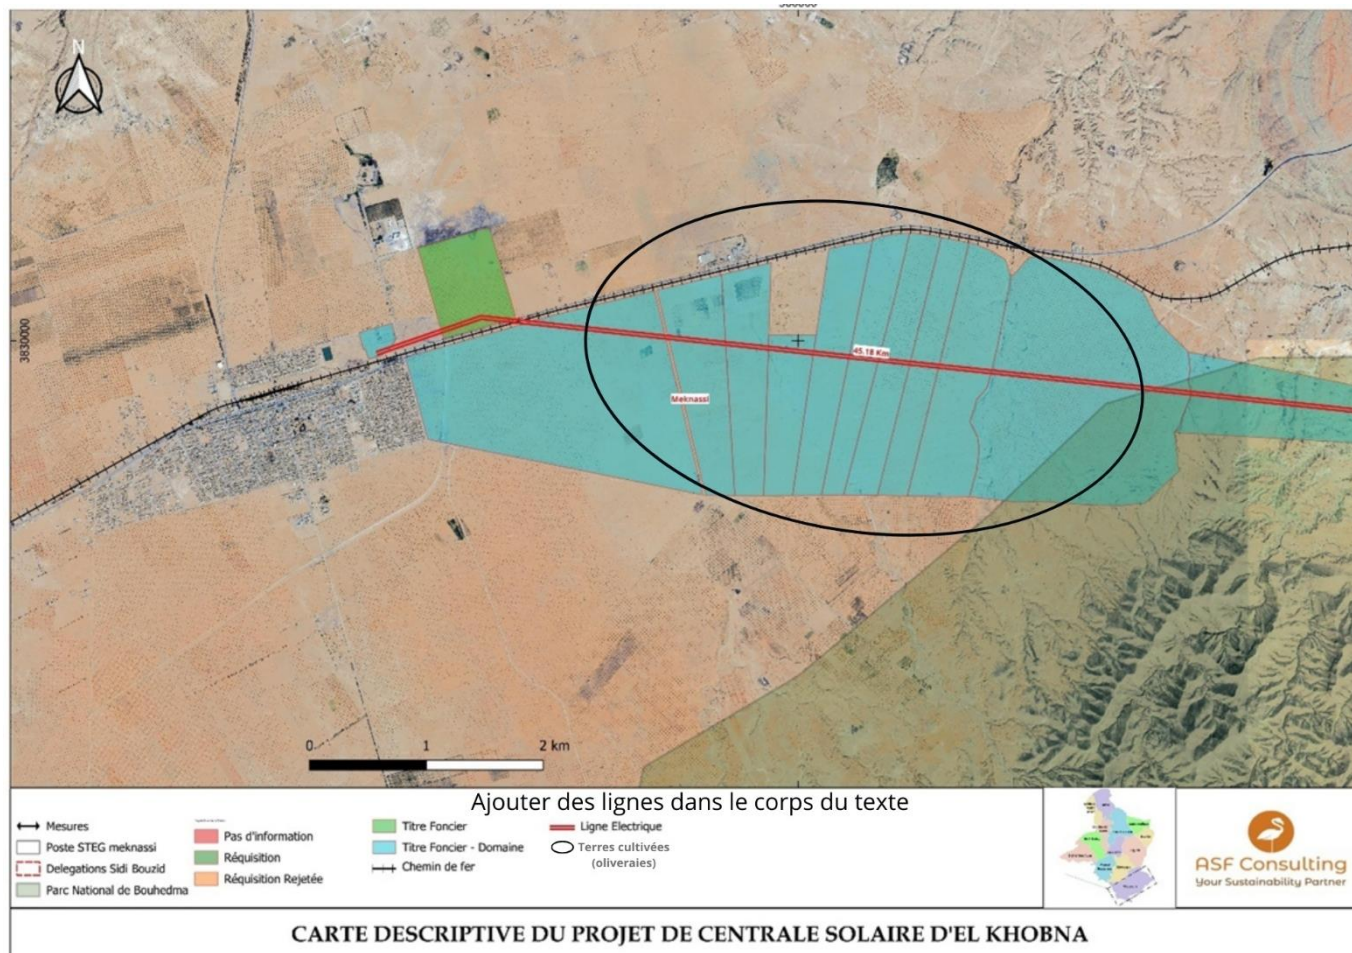 N
3830000
45.18 Km
Meknassi
0
1
2 km
Ajouter des lignes dans le corps du texte
Mesures
Poste STEG meknassi
Delegations Sidi Bouzid
Parc National de Bouhedma
Pas d'information
Réquisition
Réquisition Rejetée
Titre Foncier
Titre Foncier - Domaine
Chemin de fer
Ligne Electrique
Terres cultivées
(oliveraies)
ASF Consulting
Your Sustainability Partner
CARTE DESCRIPTIVE DU PROJET DE CENTRALE SOLAIRE D'EL KHOBNA